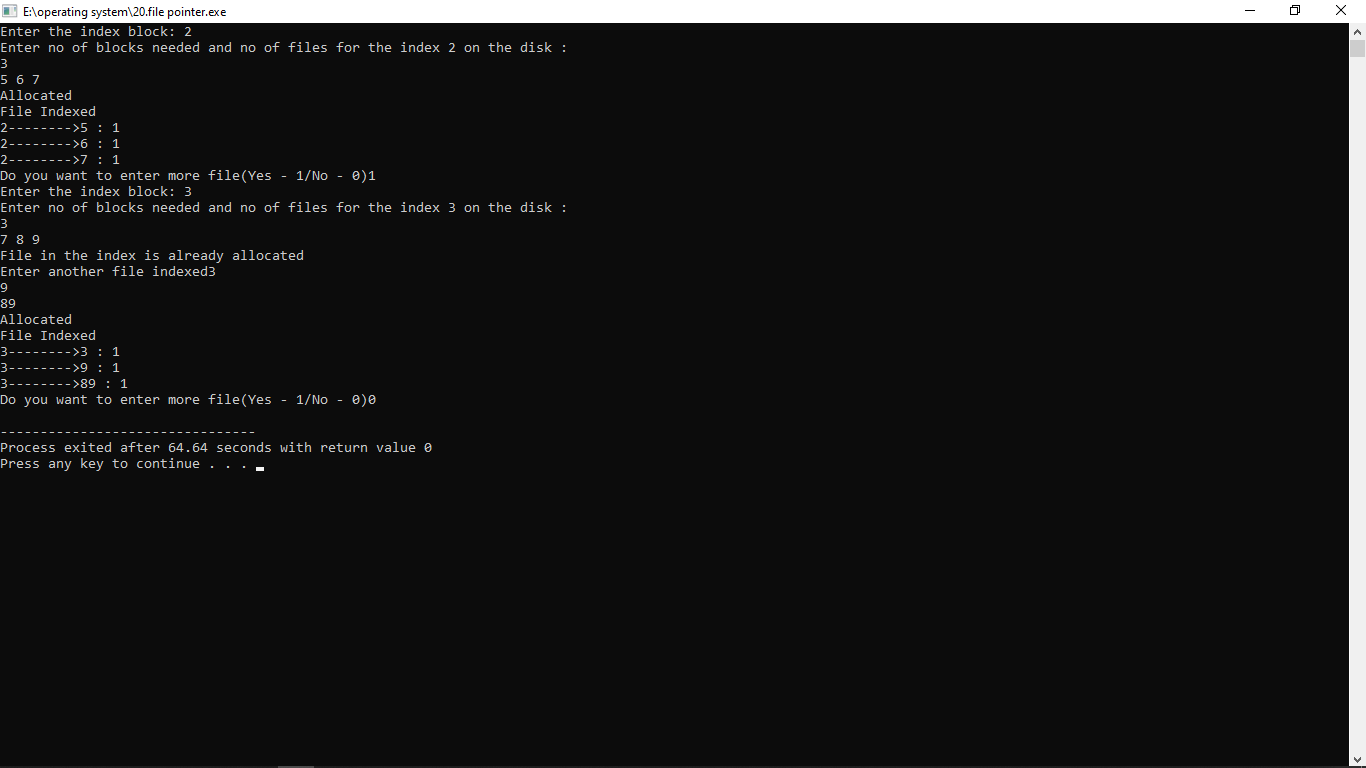 E:\operating system\20.file pointer.exe
Enter the index block: 2
Enter no of blocks needed and no of files for the index 2 on the disk :
3
5 6 7
Allocated
File Indexed
2-------->5 : 1
2-------->6 : 1
2-------->7 : 1
Do you want to enter more file(Yes - 1/No - 0)1
Enter the index block: 3
Enter no of blocks needed and no of files for the index 3 on the disk :
3
7 8 9
File in the index is already allocated
Enter another file indexed3
9
89
Allocated
File Indexed
3-------->3 : 1
3-------->9 : 1
3-------->89 : 1
Do you want to enter more file(Yes - 1/No - 0)0
--------------------------------
Process exited after 64.64 seconds with return value 0
Press any key to continue . . .